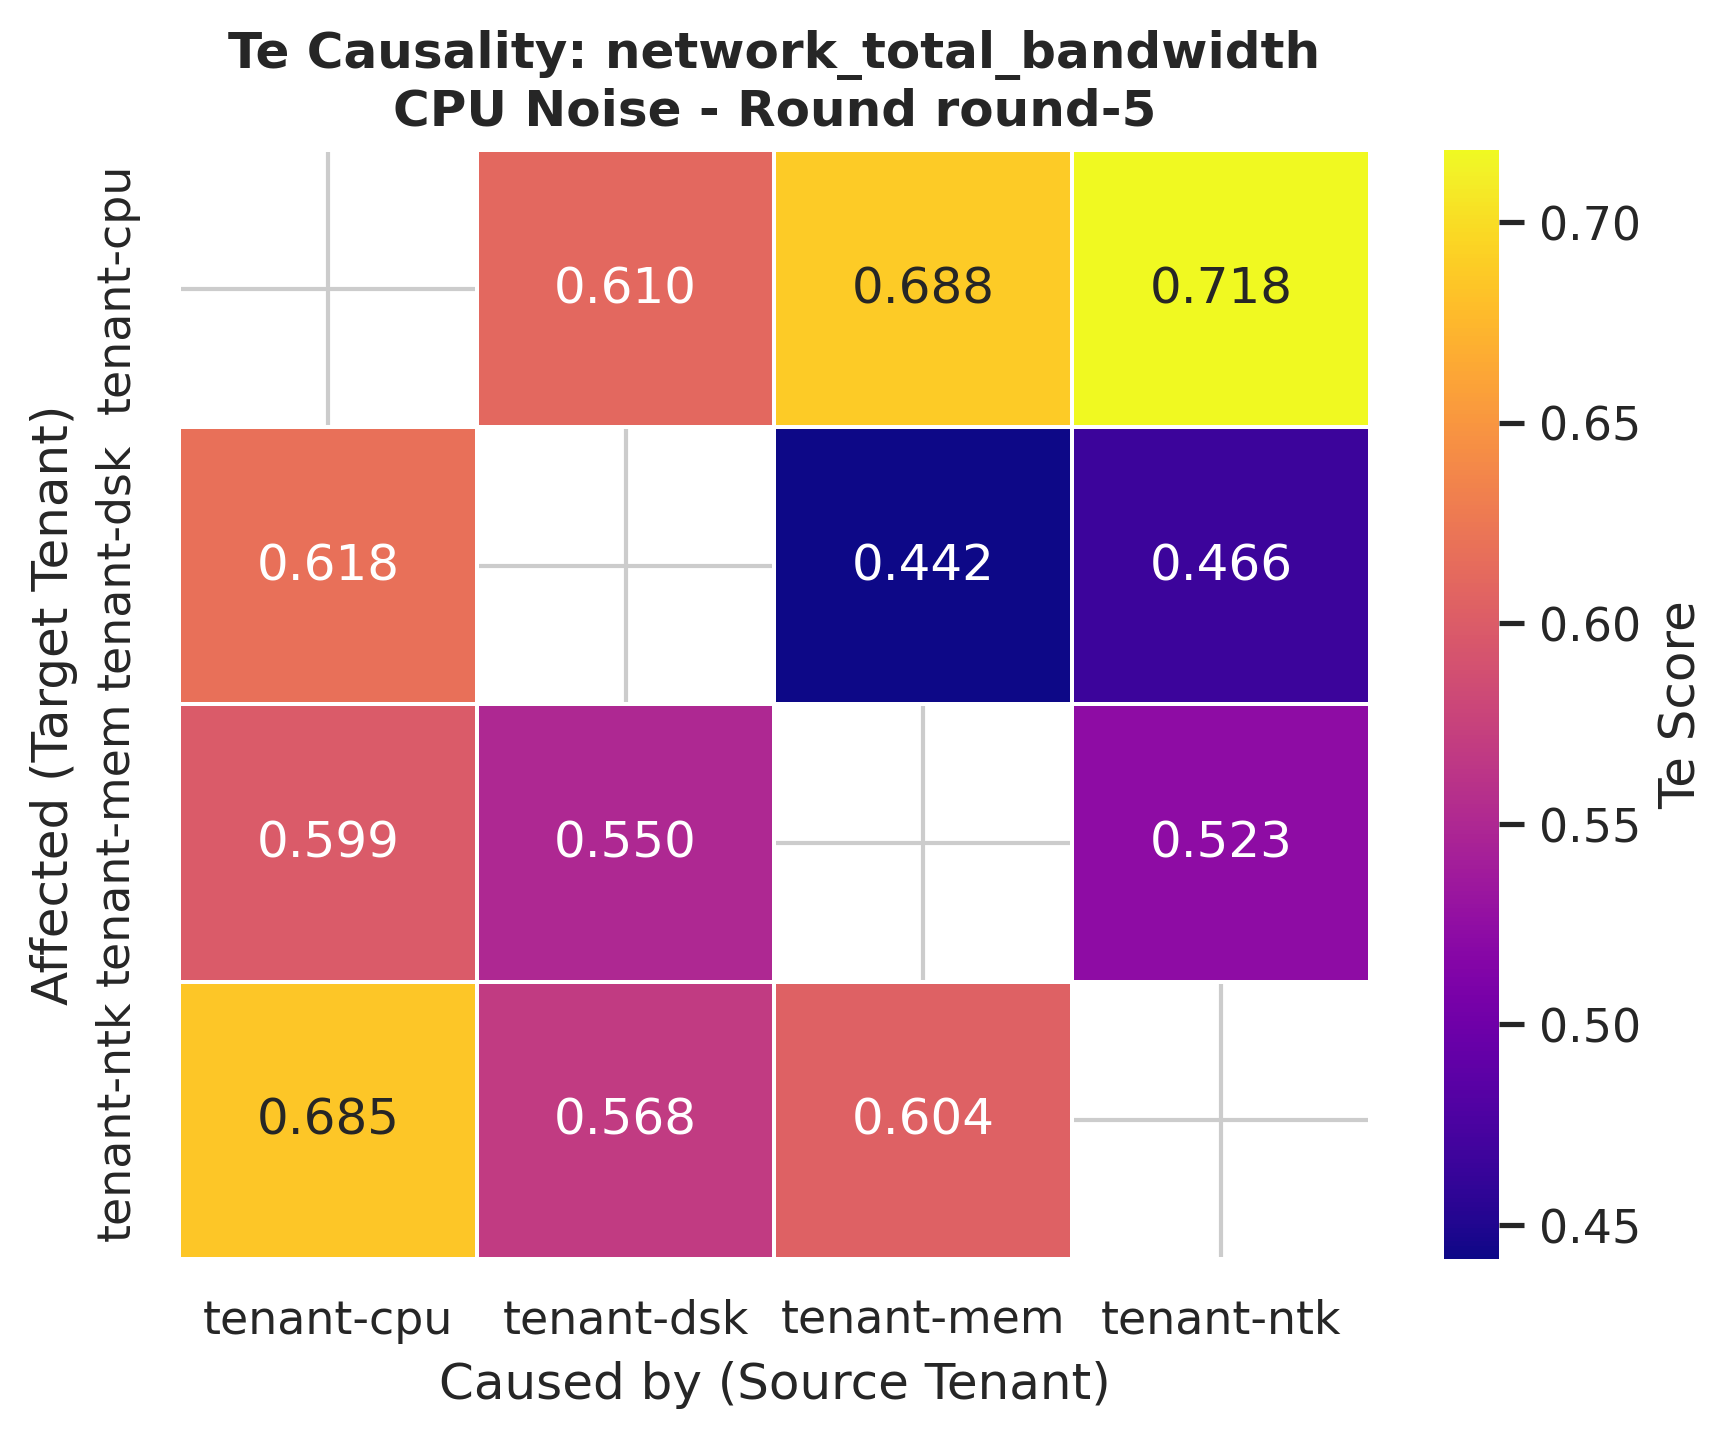 Te Causality: network_total_bandwidth
CPU Noise - Round round-5
Affected (Target Tenant)
tenant-cpu
0.610 0.688 0.718
tenant-dsk
0.618 0.442 0.466
tenant-mem
0.599 0.550 0.523
tenant-ntk
0.685 0.568 0.604
tenant-cpu tenant-dsk tenant-mem tenant-ntk
Caused by (Source Tenant)
0.70
0.65
0.60
0.55
0.50
0.45
Te Score